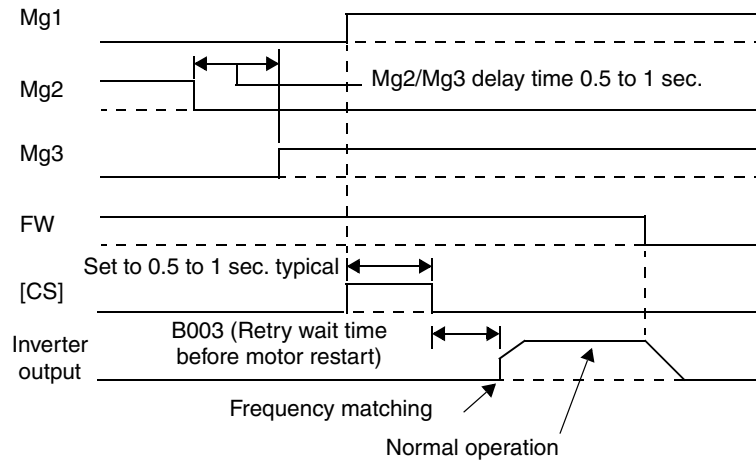 Mg1
Mg2/Mg3 delay time 0.5 to 1 sec.
Mg2
Mg3
FW
Set to 0.5 to 1 sec. typical
[CS]
B003 (Retry wait time
before motor restart)
Inverter
output
Frequency matching
Normal operation